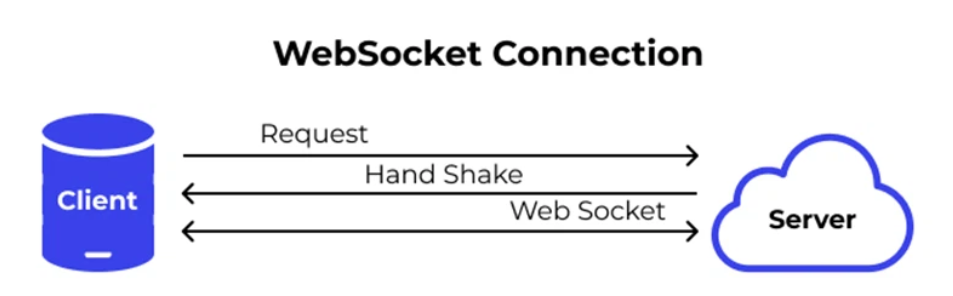 WebSocket Connection
Request
Hand Shake
Client
Web Socket
Server